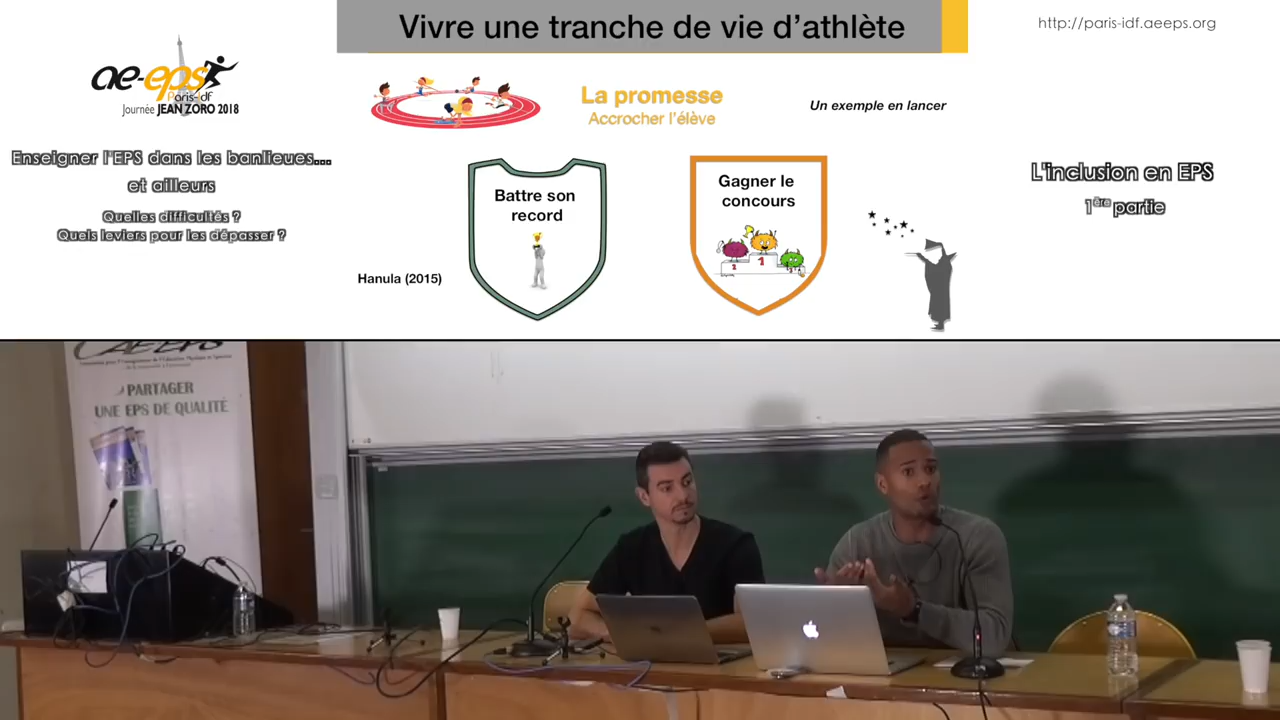 Vivre une tranche de vie d'athlète
http://paris-idf.aeeps.org
ae-eps
Paris-Idf
Journée JEAN ZORO 2018
La promesse
Accrocher l'élève
Un exemple en lancer
Enseigner l'EPS dans les banlieues...
et ailleurs
Quelles difficultés ?
Quels leviers pour les dépasser ?
Battre son
record
Gagner le
concours
2
1
L'inclusion en EPS
1ère partie
Hanula (2015)
PARTAGER
UNE EPS DE QUALITÉ